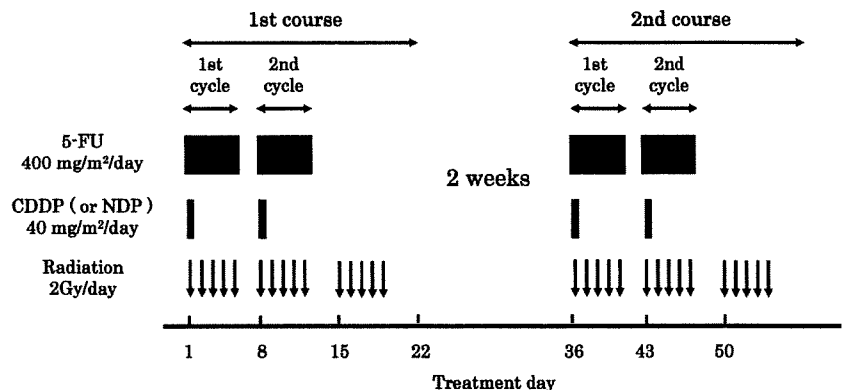 1st course
2nd course
1st cycle
2nd cycle
1st cycle
2nd cycle
5-FU
400 mg/m²/day
2 weeks
CDDP ( or NDP )
40 mg/m²/day
Radiation
2Gy/day
1 8 15 22 36 43 50
Treatment day